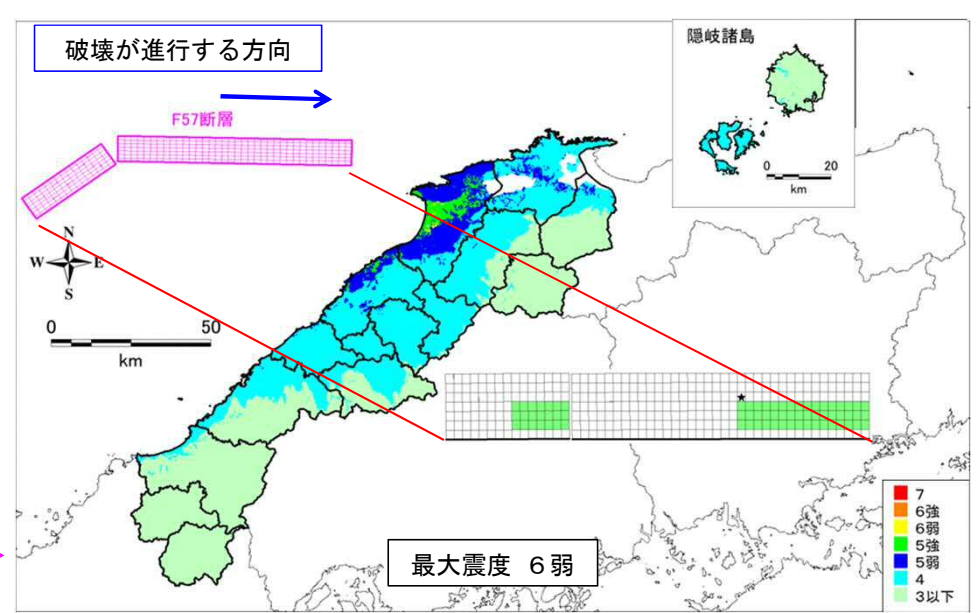 破壊が進行する方向
隠岐諸島
F57断層
0 20
km
N
W E
S
0 50
km
7
6強
6弱
5強
5弱
4
3以下
最大震度 6弱